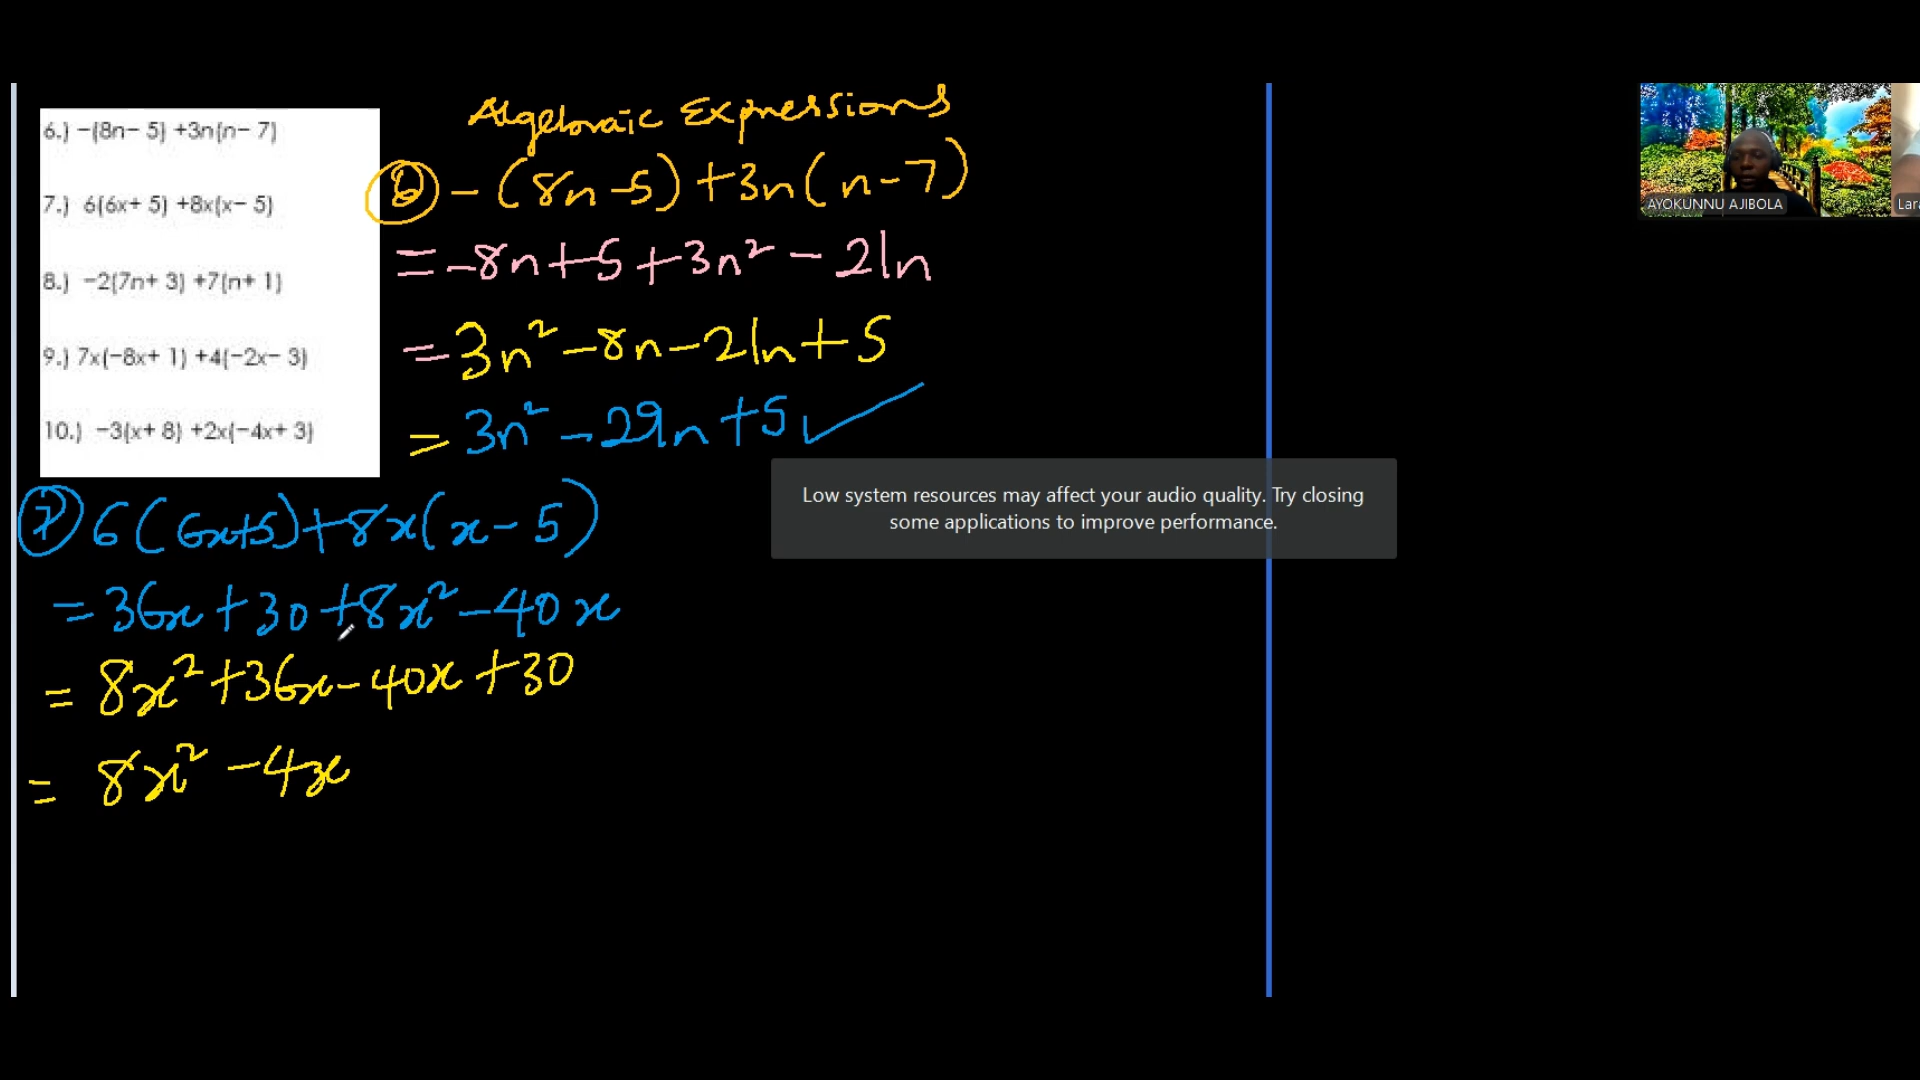 6.) −(8n− 5) +3n(n− 7)
7.) 6(6x+ 5) +8x(x− 5)
8.) −2(7n+ 3) +7(n+ 1)
9.) 7x(−8x+ 1) +4(−2x− 3)
10.) −3(x+ 8) +2x(−4x+ 3)
Algebraic Expressions
6 -(8n-5)+3n(n-7)
=-8n+5+3n²-21n
=3n²-8n-21n+5
=3n²-29n+5✓
7 6(6x+5)+8x(x-5)
=36x+30+8x²-40x
=8x²+36x-40x+30
=8x²-4x
Low system resources may affect your audio quality. Try closing
some applications to improve performance.
AYOKUNNU AJIBOLA
Lar